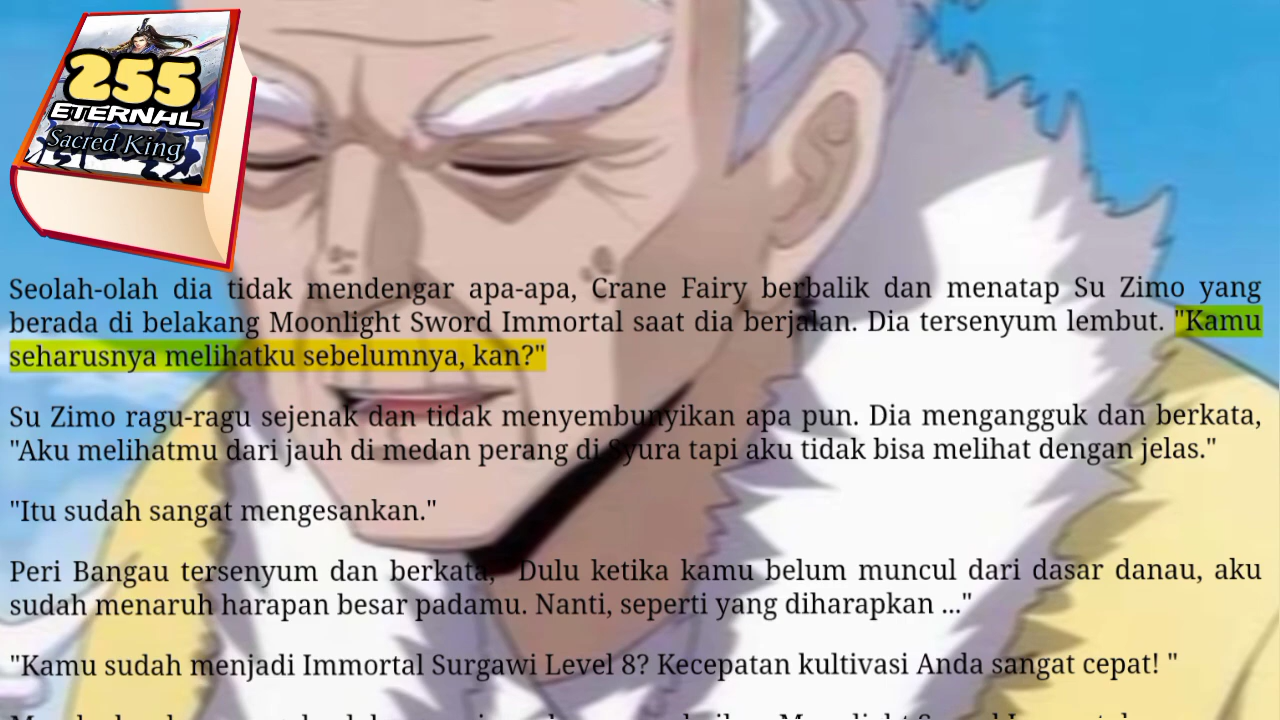 255
ETERNAL
Sacred King
Seolah-olah dia tidak mendengar apa-apa, Crane Fairy berbalik dan menatap Su Zimo yang
berada di belakang Moonlight Sword Immortal saat dia berjalan. Dia tersenyum lembut. "Kamu
seharusnya melihatku sebelumnya, kan?"
Su Zimo ragu-ragu sejenak dan tidak menyembunyikan apa pun. Dia mengangguk dan berkata,
"Aku melihatmu dari jauh di medan perang di Syura tapi aku tidak bisa melihat dengan jelas."
"Itu sudah sangat mengesankan."
Peri Bangau tersenyum dan berkata, "Dulu ketika kamu belum muncul dari dasar danau, aku
sudah menaruh harapan besar padamu. Nanti, seperti yang diharapkan ..."
"Kamu sudah menjadi Immortal Surgawi Level 8? Kecepatan kultivasi Anda sangat cepat! "